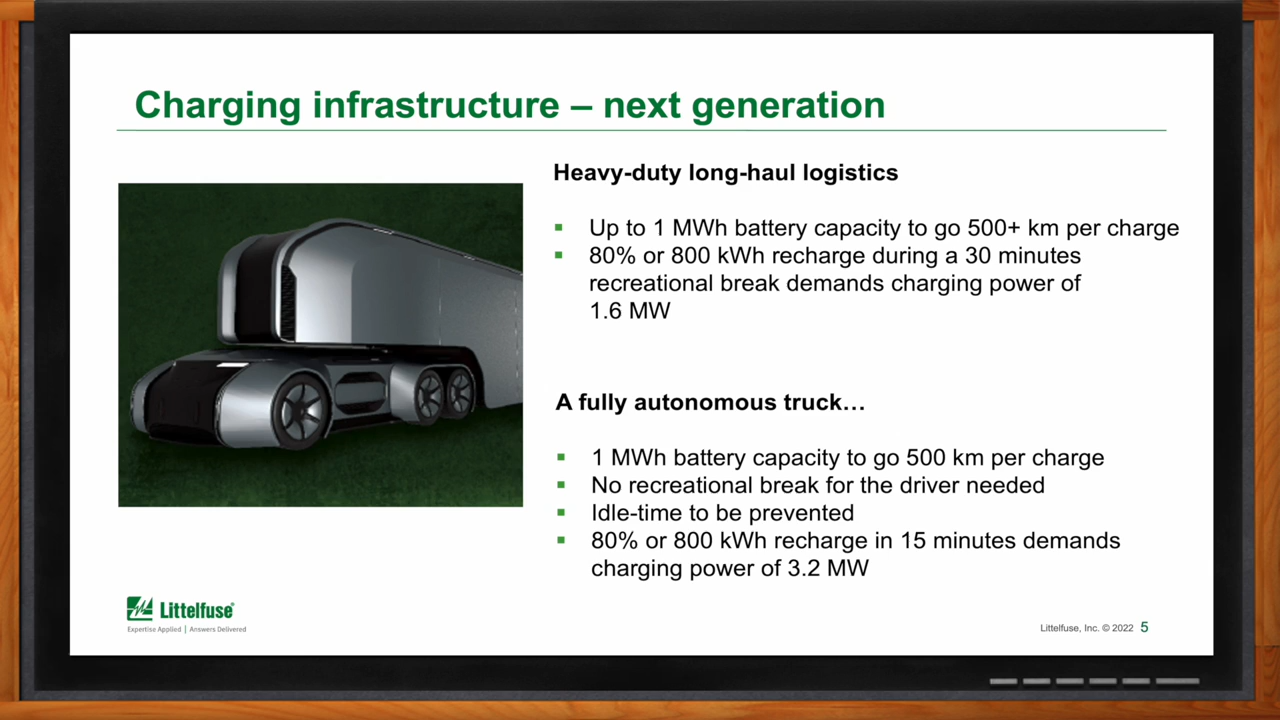 Charging infrastructure – next generation
Heavy-duty long-haul logistics
▪ Up to 1 MWh battery capacity to go 500+ km per charge
▪ 80% or 800 kWh recharge during a 30 minutes
recreational break demands charging power of
1.6 MW
A fully autonomous truck…
▪ 1 MWh battery capacity to go 500 km per charge
▪ No recreational break for the driver needed
▪ Idle-time to be prevented
▪ 80% or 800 kWh recharge in 15 minutes demands
charging power of 3.2 MW
Littelfuse®
Expertise Applied | Answers Delivered
Littelfuse, Inc. © 2022 5